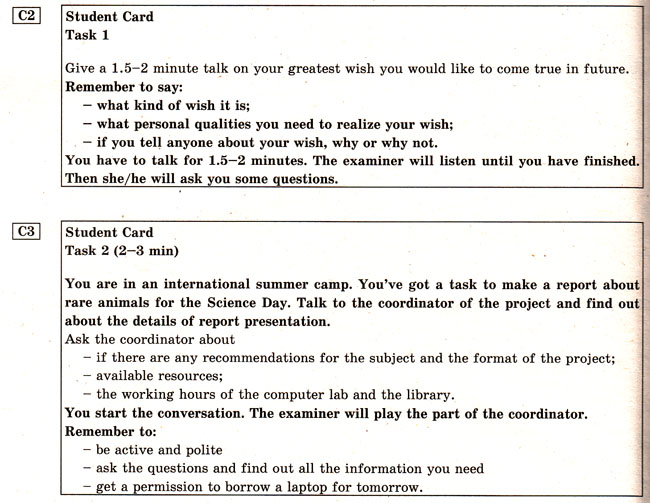 C2
Student Card
Task 1
Give a 1.5–2 minute talk on your greatest wish you would like to come true in future.
Remember to say:
– what kind of wish it is;
– what personal qualities you need to realize your wish;
– if you tell anyone about your wish, why or why not.
You have to talk for 1.5–2 minutes. The examiner will listen until you have finished.
Then she/he will ask you some questions.
C3
Student Card
Task 2 (2–3 min)
You are in an international summer camp. You've got a task to make a report about
rare animals for the Science Day. Talk to the coordinator of the project and find out
about the details of report presentation.
Ask the coordinator about
– if there are any recommendations for the subject and the format of the project;
– available resources;
– the working hours of the computer lab and the library.
You start the conversation. The examiner will play the part of the coordinator.
Remember to:
– be active and polite
– ask the questions and find out all the information you need
– get a permission to borrow a laptop for tomorrow.